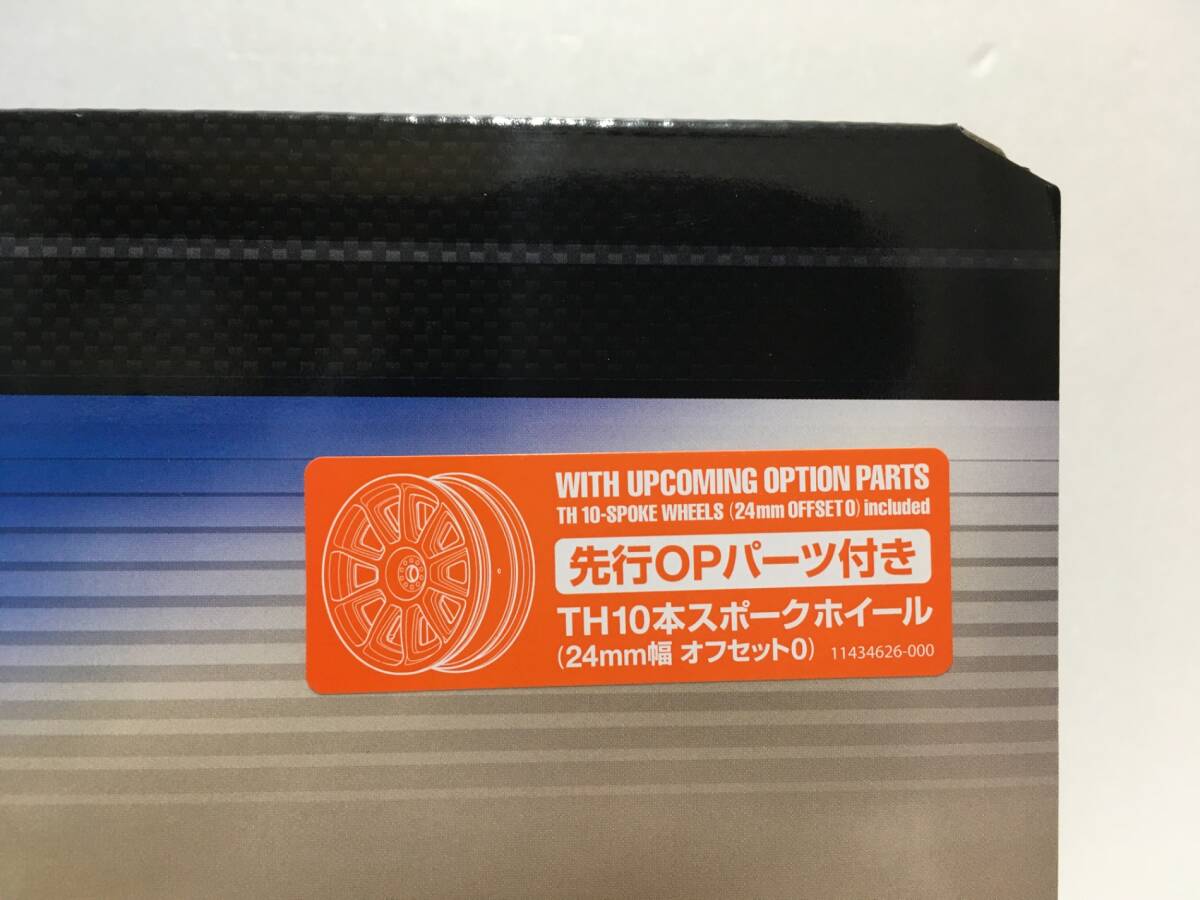 WITH UPCOMING OPTION PARTS
TH 10-SPOKE WHEELS (24mm OFFSET 0) included
先行OPパーツ付き
TH10本スポークホイール
(24mm幅 オフセット0) 11434626-000